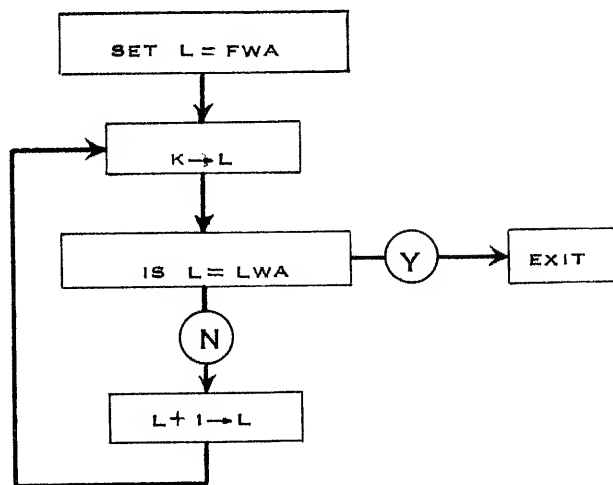 SET L = FWA
K → L
IS L = LWA
Y
EXIT
N
L + 1 → L